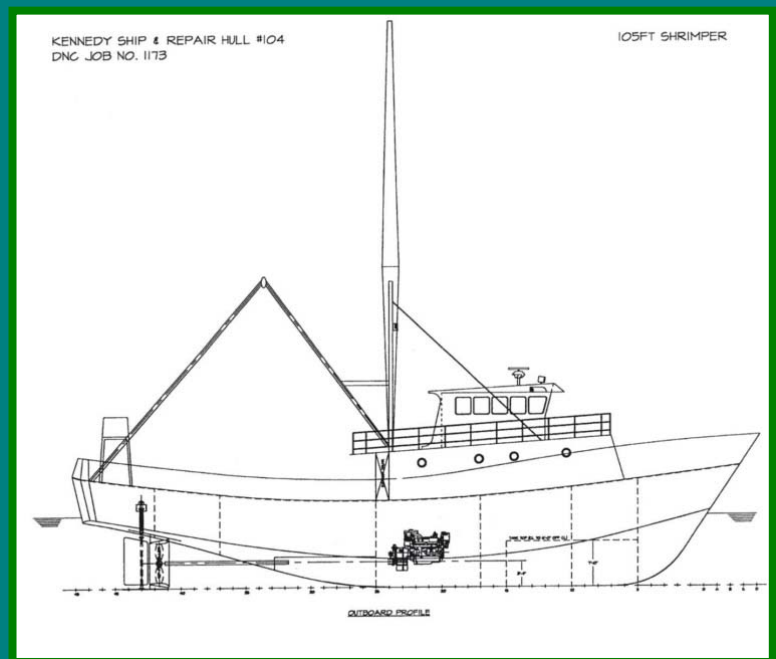 KENNEDY SHIP & REPAIR HULL #104
DNC JOB NO. 1173
105FT SHRIMPER
OUTBOARD PROFILE